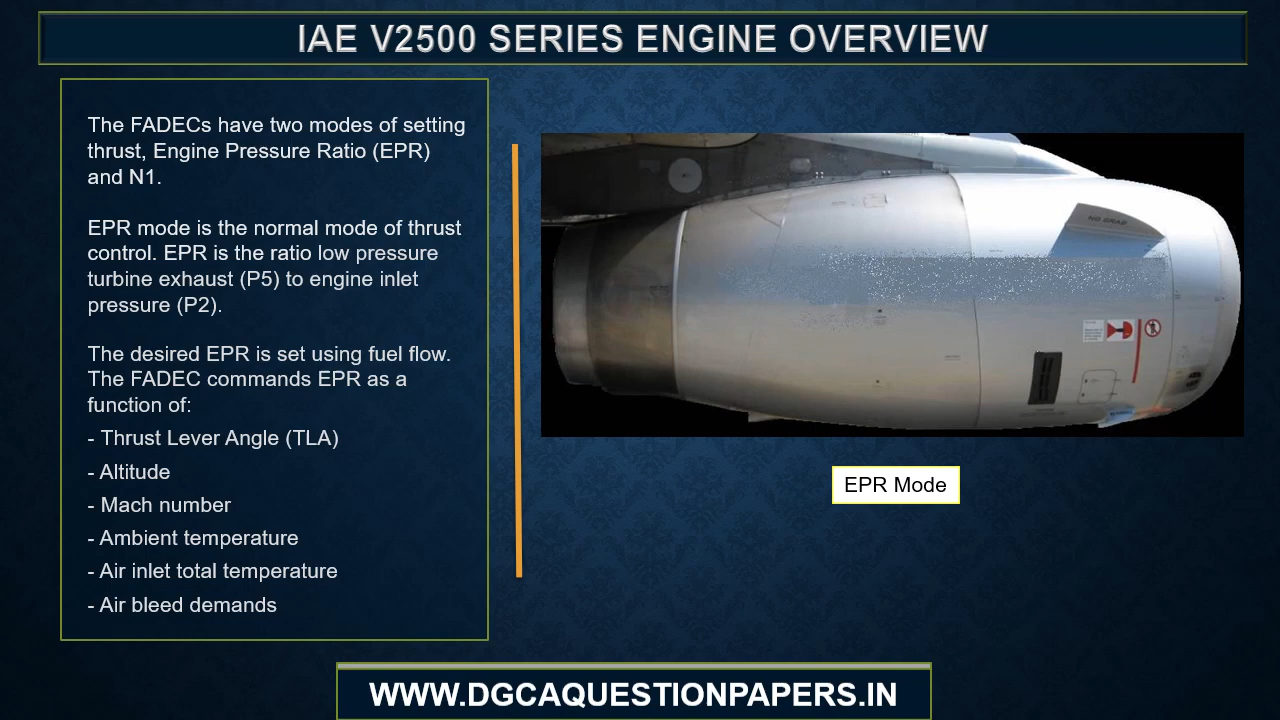 IAE V2500 SERIES ENGINE OVERVIEW
The FADECs have two modes of setting
thrust, Engine Pressure Ratio (EPR)
and N1.
EPR mode is the normal mode of thrust
control. EPR is the ratio low pressure
turbine exhaust (P5) to engine inlet
pressure (P2).
The desired EPR is set using fuel flow.
The FADEC commands EPR as a
function of:
- Thrust Lever Angle (TLA)
- Altitude
- Mach number
- Ambient temperature
- Air inlet total temperature
- Air bleed demands
NO GRAB
EPR Mode
WWW.DGCAQUESTIONPAPERS.IN